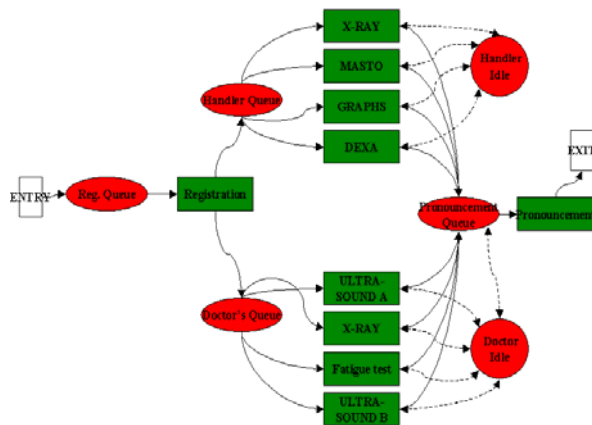 X-RAY
MASTO
GRAPHS
DEXA
Handler
Idle
Handler Queue
EXIT
ENTRY
Reg. Queue
Registration
Pronouncement
Queue
Pronouncement
ULTRA-
SOUND A
X-RAY
Fatigue test
ULTRA-
SOUND B
Doctor's Queue
Doctor
Idle